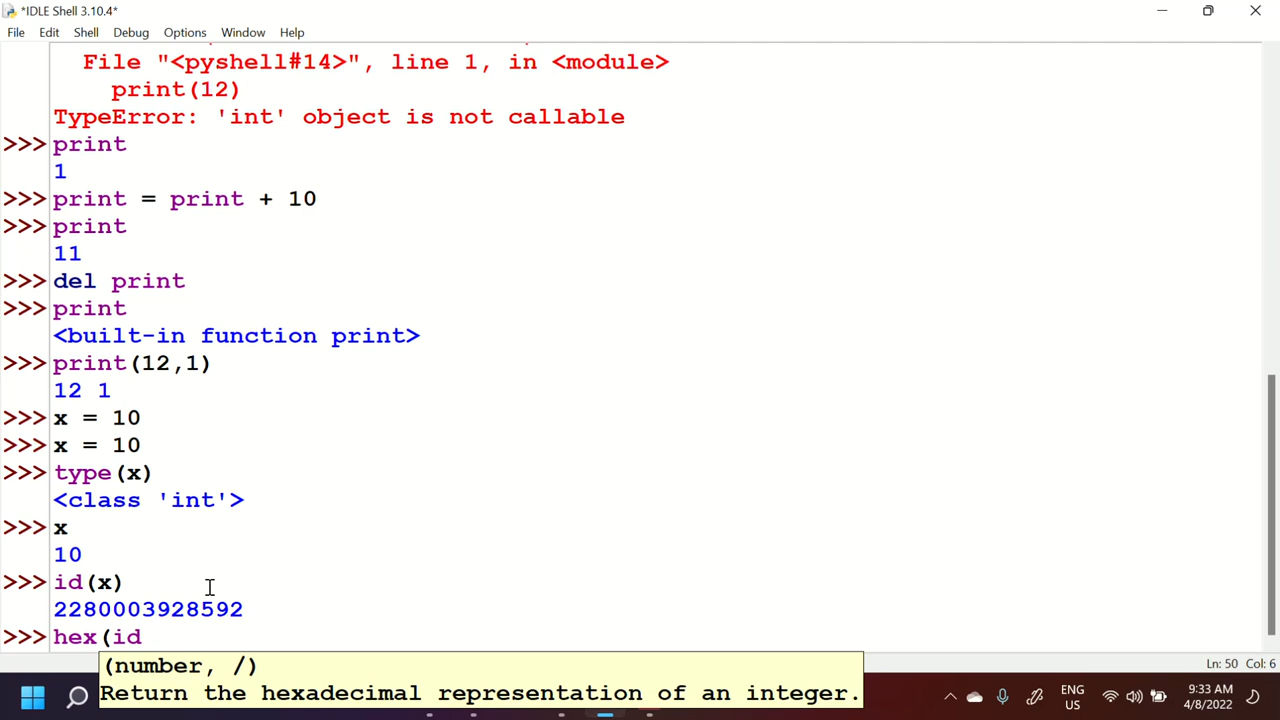 *IDLE Shell 3.10.4*
File Edit Shell Debug Options Window Help
File "<pyshell#14>", line 1, in <module>
print(12)
TypeError: 'int' object is not callable
>>> print
1
>>> print = print + 10
>>> print
11
>>> del print
>>> print
<built-in function print>
>>> print(12,1)
12 1
>>> x = 10
>>> x = 10
>>> type(x)
<class 'int'>
>>> x
10
>>> id(x)
2280003928592
>>> hex(id
(number, /)
Return the hexadecimal representation of an integer.
Ln: 50 Col: 6
ENG
US
9:33 AM
4/8/2022